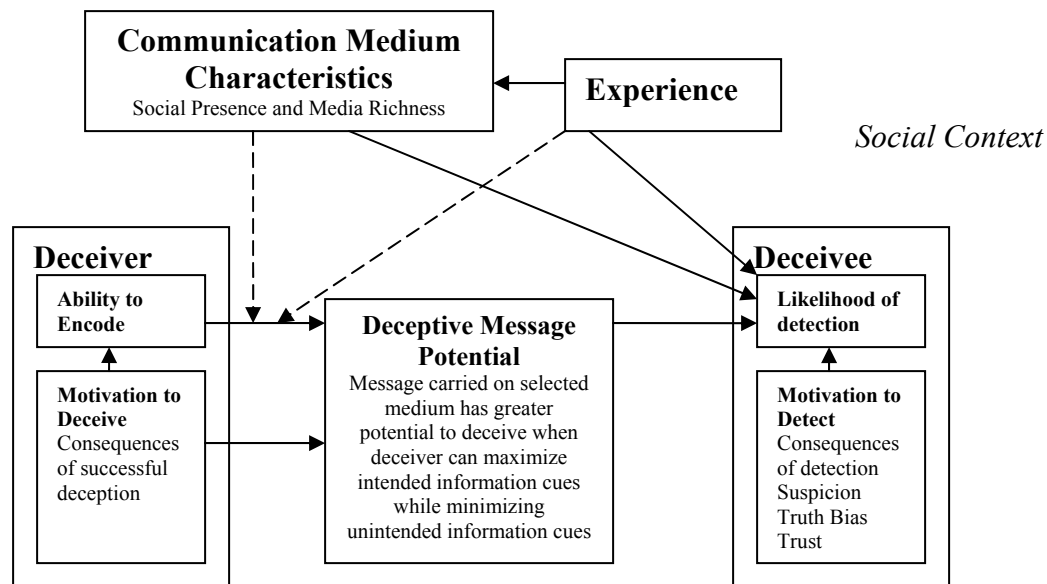 Communication Medium
Characteristics
Social Presence and Media Richness
Experience
Social Context
Deceiver
Ability to
Encode
Motivation to
Deceive
Consequences
of successful
deception
Deceptive Message
Potential
Message carried on selected
medium has greater
potential to deceive when
deceiver can maximize
intended information cues
while minimizing
unintended information cues
Deceivee
Likelihood of
detection
Motivation to
Detect
Consequences
of detection
Suspicion
Truth Bias
Trust